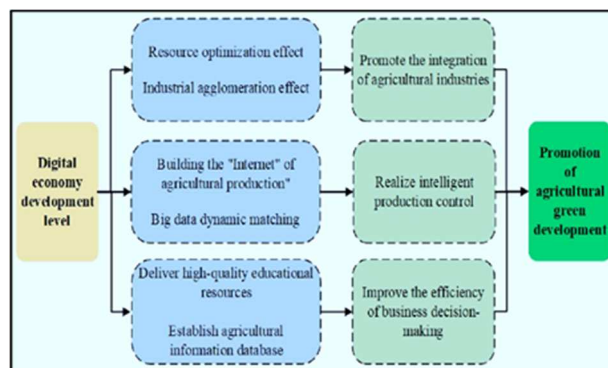 Digital
economy
development
level
Resource optimization effect
Industrial agglomeration effect
Promote the integration
of agricultural industries
Building the "Internet" of
agricultural production"
Big data dynamic matching
Realize intelligent
production control
Deliver high-quality educational
resources
Establish agricultural
information database
Improve the efficiency
of business decision-
making
Promotion
of
agricultural
green
development